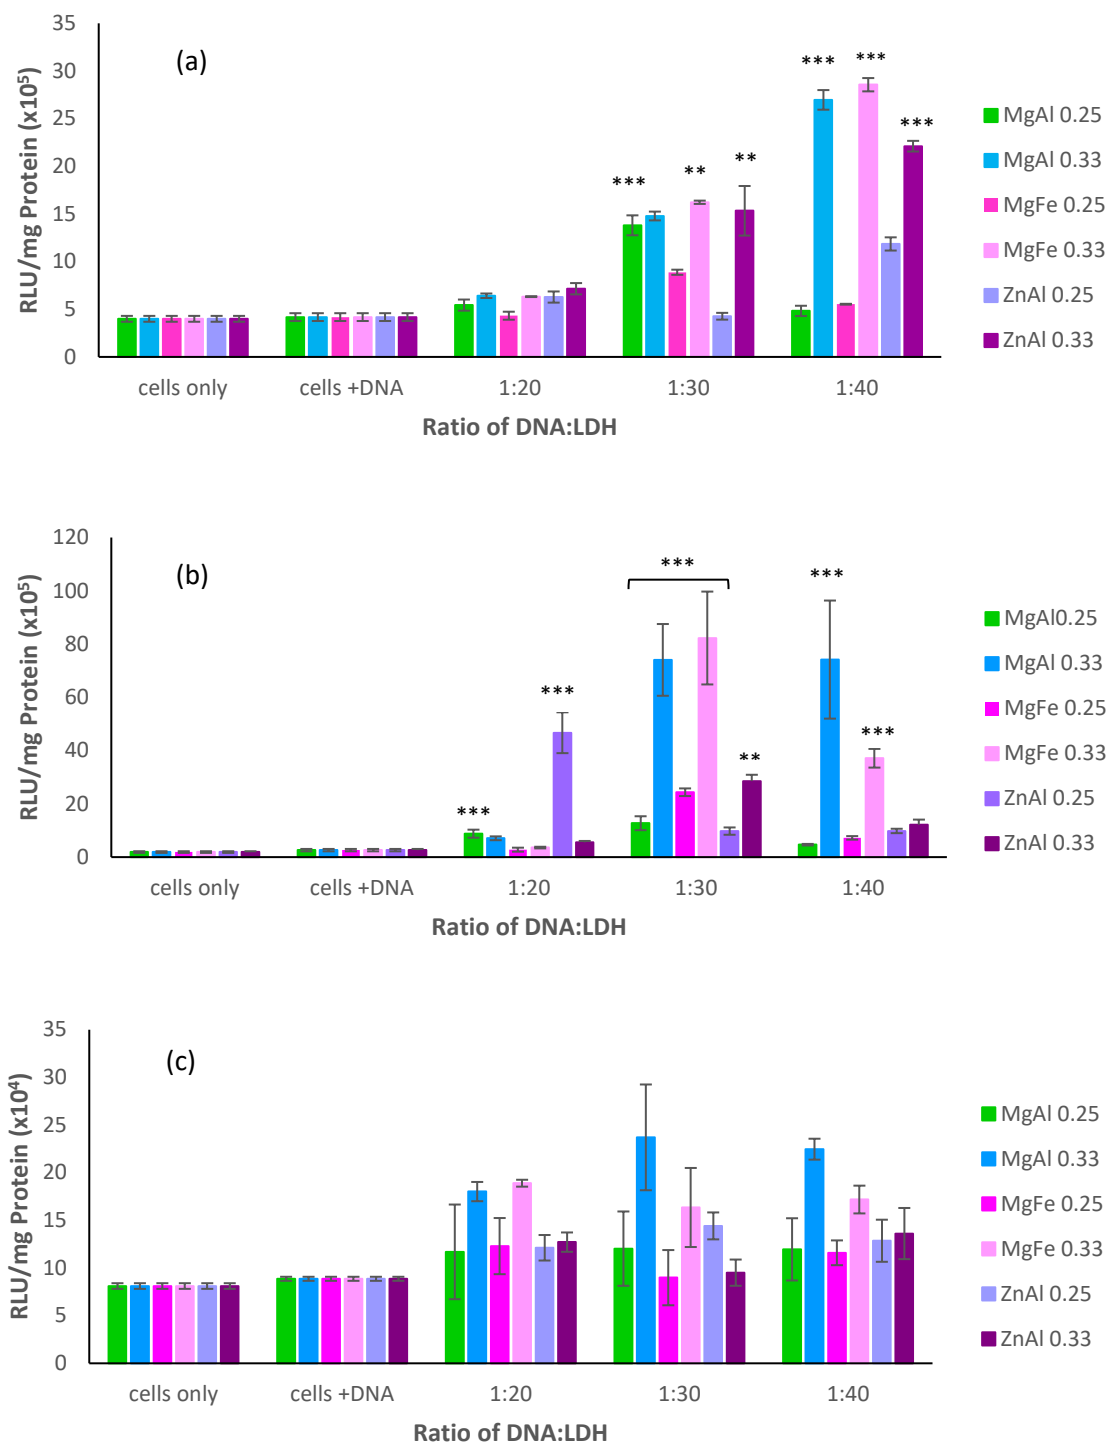 35
30
25
20
15
10
5
0
RLU/mg Protein (x10⁵)
(a)
***
**
**
***
***
***
cells only
cells +DNA
1:20
1:30
1:40
Ratio of DNA:LDH
MgAl 0.25
MgAl 0.33
MgFe 0.25
MgFe 0.33
ZnAl 0.25
ZnAl 0.33
120
100
80
60
40
20
0
RLU/mg Protein (x10⁵)
(b)
***
***
***
**
***
***
cells only
cells +DNA
1:20
1:30
1:40
Ratio of DNA:LDH
MgAl0.25
MgAl 0.33
MgFe 0.25
MgFe 0.33
ZnAl 0.25
ZnAl 0.33
35
30
25
20
15
10
5
0
RLU/mg Protein (x10⁴)
(c)
cells only
cells +DNA
1:20
1:30
1:40
Ratio of DNA:LDH
MgAl 0.25
MgAl 0.33
MgFe 0.25
MgFe 0.33
ZnAl 0.25
ZnAl 0.33